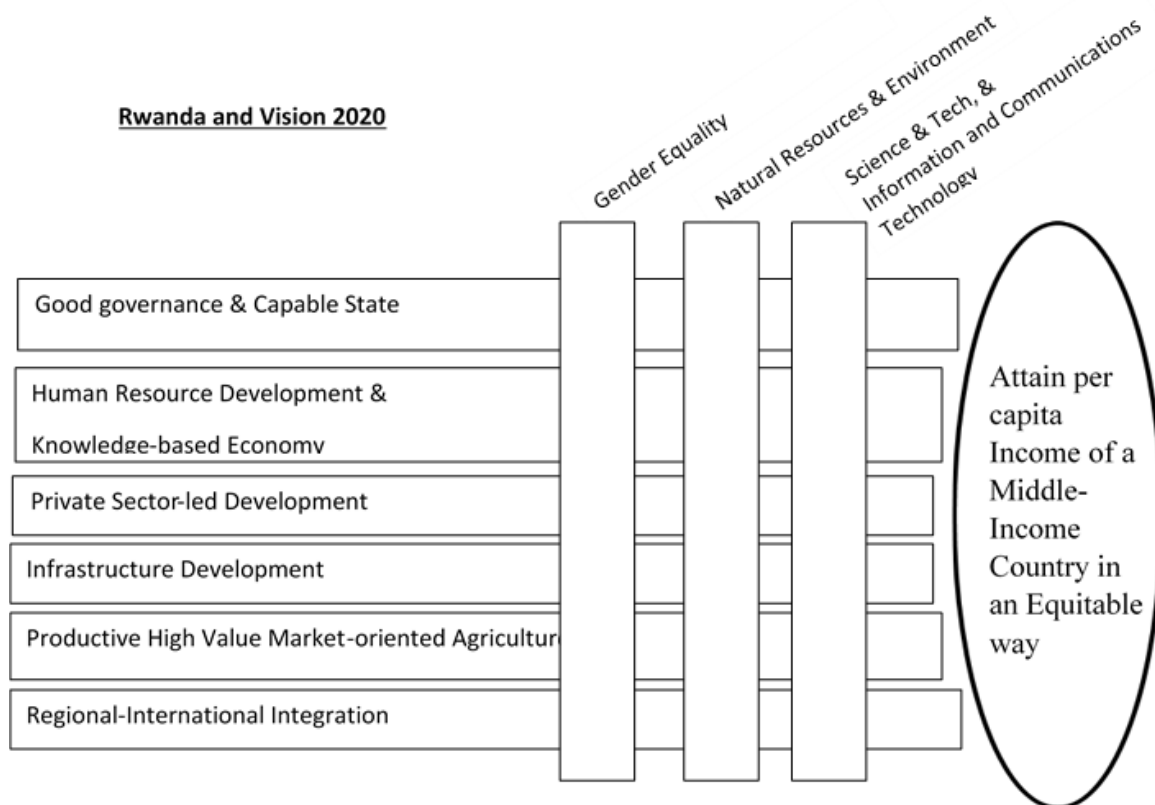 Rwanda and Vision 2020
Gender Equality
Natural Resources & Environment
Science & Tech, &
Information and Communications
Technology
Good governance & Capable State
Human Resource Development &
Knowledge-based Economy
Private Sector-led Development
Infrastructure Development
Productive High Value Market-oriented Agriculture
Regional-International Integration
Attain per
capita
Income of a
Middle-
Income
Country in
an Equitable
way